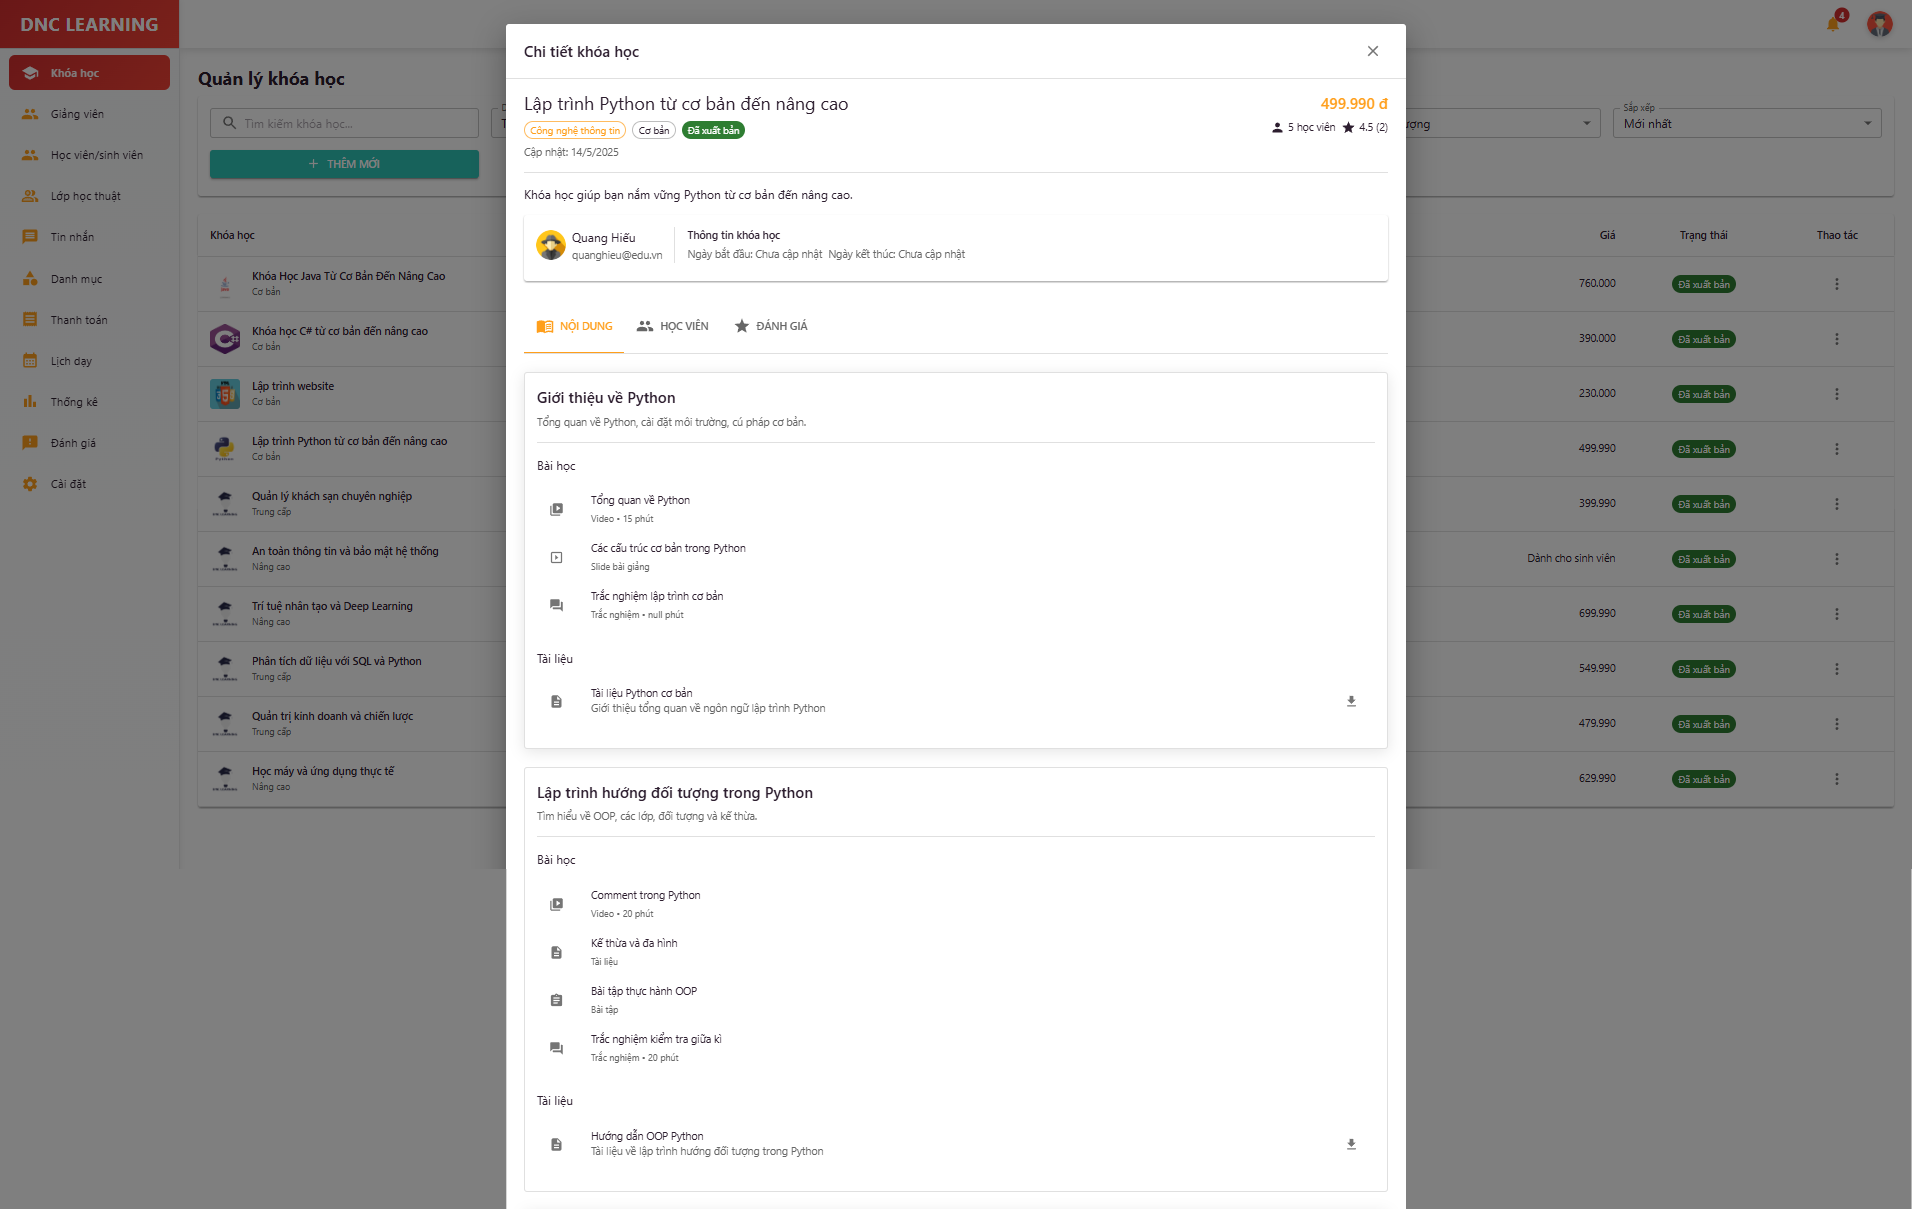 DNC LEARNING
4
Khóa học
Giảng viên
Học viên/sinh viên
Lớp học thuật
Tin nhắn
Danh mục
Thanh toán
Lịch dạy
Thống kê
Đánh giá
Cài đặt
Quản lý khóa học
Tìm kiếm khóa học...
Sắp xếp
Mới nhất
THÊM MỚI
Khóa học
Giá
Trạng thái
Thao tác
Khóa Học Java Từ Cơ Bản Đến Nâng Cao
Cơ bản
760.000
Đã xuất bản
Khóa học C# từ cơ bản đến nâng cao
Cơ bản
390.000
Đã xuất bản
Lập trình website
Cơ bản
230.000
Đã xuất bản
Lập trình Python từ cơ bản đến nâng cao
Cơ bản
499.990
Đã xuất bản
Quản lý khách sạn chuyên nghiệp
Trung cấp
399.990
Đã xuất bản
An toàn thông tin và bảo mật hệ thống
Nâng cao
Dành cho sinh viên
Đã xuất bản
Trí tuệ nhân tạo và Deep Learning
Nâng cao
699.990
Đã xuất bản
Phân tích dữ liệu với SQL và Python
Trung cấp
549.990
Đã xuất bản
Quản trị kinh doanh và chiến lược
Trung cấp
479.990
Đã xuất bản
Học máy và ứng dụng thực tế
Nâng cao
629.990
Đã xuất bản
Chi tiết khóa học
Lập trình Python từ cơ bản đến nâng cao
499.990 đ
Công nghệ thông tin
Cơ bản
Đã xuất bản
5 học viên
4.5 (2)
Cập nhật: 14/5/2025
Khóa học giúp bạn nắm vững Python từ cơ bản đến nâng cao.
Quang Hiếu
quanghieu@edu.vn
Thông tin khóa học
Ngày bắt đầu: Chưa cập nhật Ngày kết thúc: Chưa cập nhật
NỘI DUNG
HỌC VIÊN
ĐÁNH GIÁ
Giới thiệu về Python
Tổng quan về Python, cài đặt môi trường, cú pháp cơ bản.
Bài học
Tổng quan về Python
Video • 15 phút
Các cấu trúc cơ bản trong Python
Slide bài giảng
Trắc nghiệm lập trình cơ bản
Trắc nghiệm • null phút
Tài liệu
Tài liệu Python cơ bản
Giới thiệu tổng quan về ngôn ngữ lập trình Python
Lập trình hướng đối tượng trong Python
Tìm hiểu về OOP, các lớp, đối tượng và kế thừa.
Bài học
Comment trong Python
Video • 20 phút
Kế thừa và đa hình
Tài liệu
Bài tập thực hành OOP
Bài tập
Trắc nghiệm kiểm tra giữa kì
Trắc nghiệm • 20 phút
Tài liệu
Hướng dẫn OOP Python
Tài liệu về lập trình hướng đối tượng trong Python